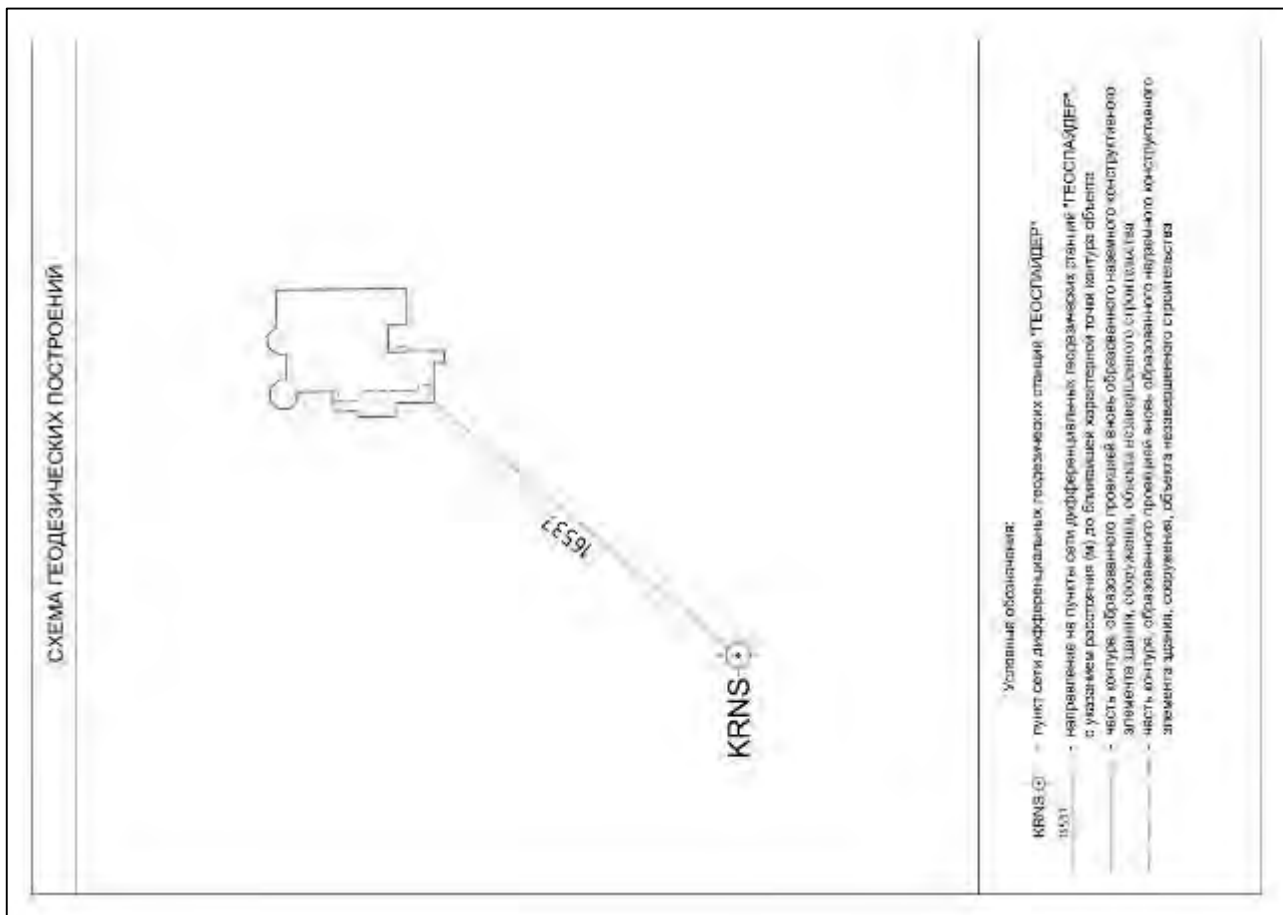 СХЕМА ГЕОДЕЗИЧЕСКИХ ПОСТРОЕНИЙ
16537
KRNS
Условные обозначения:
KRNS - пункт сети дифференциальных геодезических станций "ГЕОСПАЙДЕР"
- направление на пункты сети дифференциальных геодезических станций "ГЕОСПАЙДЕР",
с указанием расстояния (м) до ближайшей характерной точки контура объекта
- часть контура, образованного проекцией вновь образованного наземного конструктивного
элемента здания, сооружения, объекта незавершенного строительства
- часть контура, образованного проекцией вновь образованного надземного конструктивного
элемента здания, сооружения, объекта незавершенного строительства